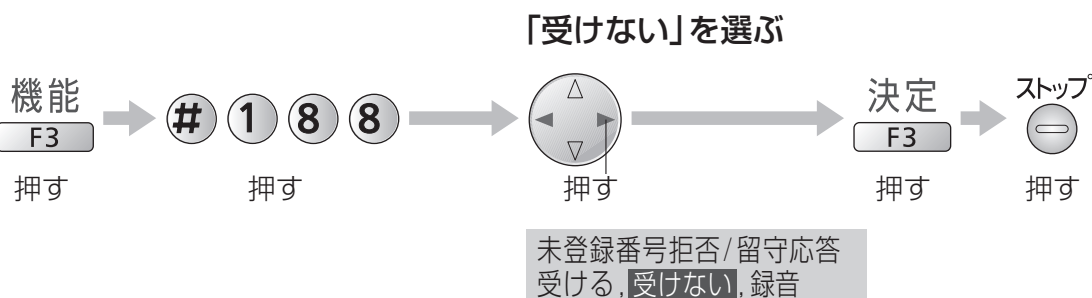 「受けない」を選ぶ
機能
F3
押す
# 1 8 8
押す
押す
決定
F3
押す
ストップ
押す
未登録番号拒否/留守応答
受ける,受けない,録音